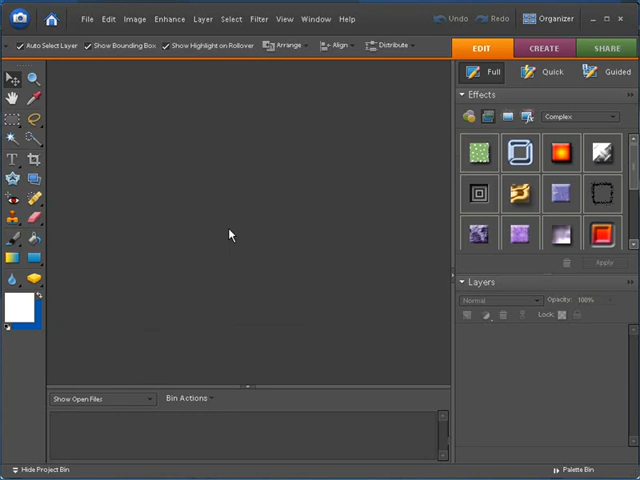 File Edit Image Enhance Layer Select Filter View Window Help Undo Redo Organizer
Auto Select Layer Show Bounding Box Show Highlight on Rollover Arrange Align Distribute EDIT CREATE SHARE
Full Quick Guided
Effects
Complex
Apply
Layers
Normal Opacity: 100%
Lock:
Show Open Files Bin Actions
Hide Project Bin Palette Bin